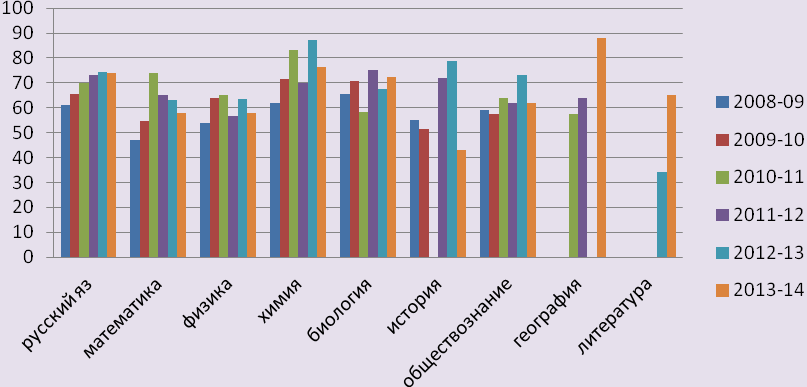 100
90
80
70
60
50
40
30
20
10
0
русский яз
математика
физика
химия
биология
история
обществознание
география
литература
2008-09
2009-10
2010-11
2011-12
2012-13
2013-14